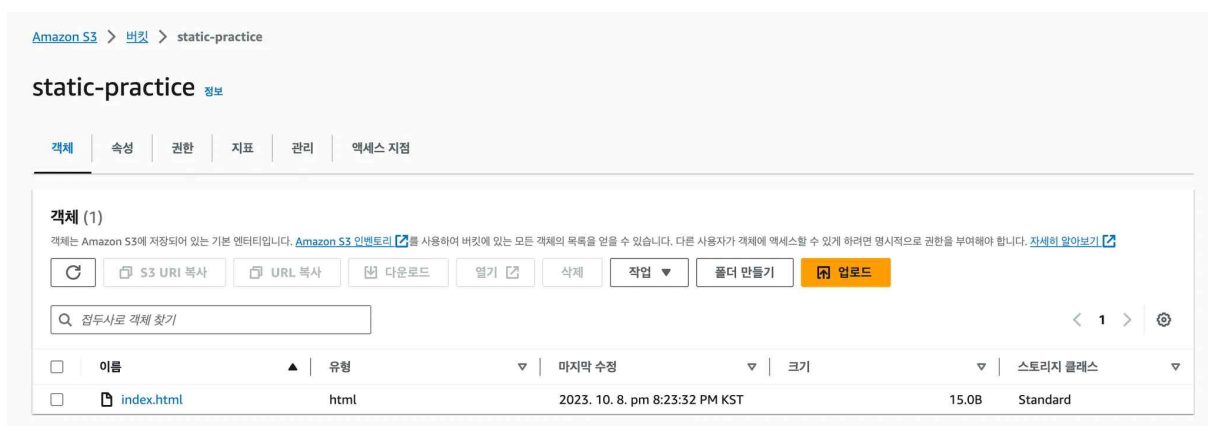 Amazon S3 > 버킷 > static-practice
static-practice 정보
객체 속성 권한 지표 관리 액세스 지점
객체 (1)
객체는 Amazon S3에 저장되어 있는 기본 엔터티입니다. Amazon S3 인벤토리를 사용하여 버킷에 있는 모든 객체의 목록을 얻을 수 있습니다. 다른 사용자가 객체에 액세스할 수 있게 하려면 명시적으로 권한을 부여해야 합니다. 자세히 알아보기
S3 URI 복사 URL 복사 다운로드 열기 삭제 작업 폴더 만들기 업로드
접두사로 객체 찾기 < 1 >
이름 유형 마지막 수정 크기 스토리지 클래스
index.html html 2023. 10. 8. pm 8:23:32 PM KST 15.0B Standard